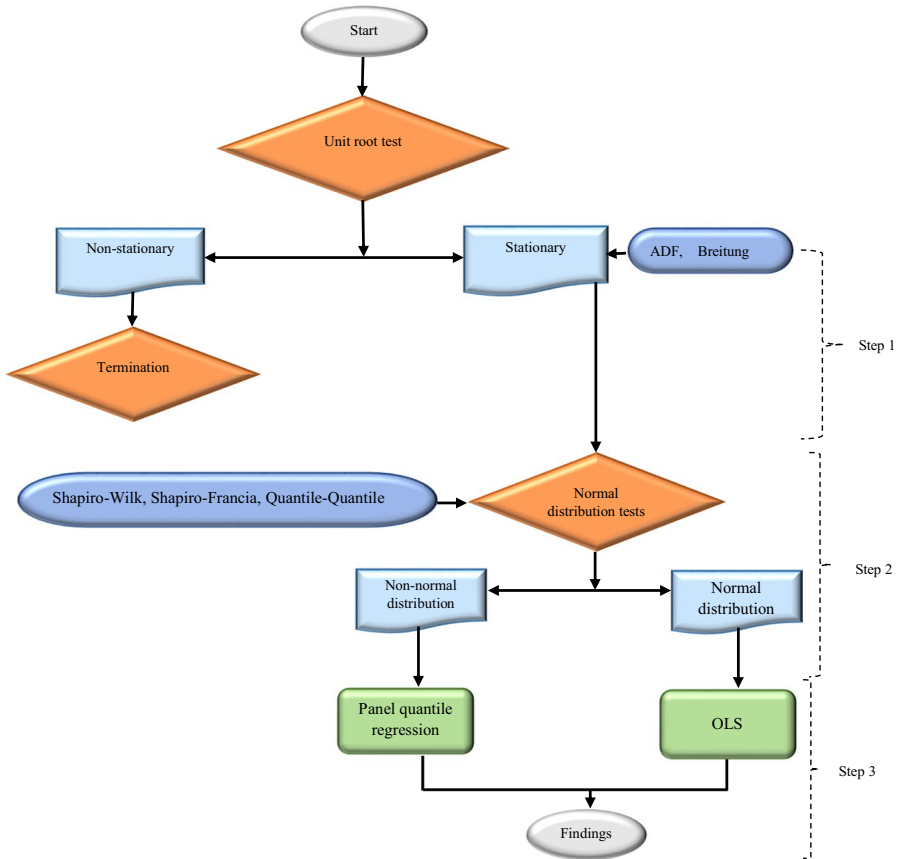 Start
Unit root test
Non-stationary
Stationary
ADF, Breitung
Step 1
Termination
Shapiro-Wilk, Shapiro-Francia, Quantile-Quantile
Normal
distribution tests
Step 2
Non-normal
distribution
Normal
distribution
Panel quantile
regression
OLS
Step 3
Findings